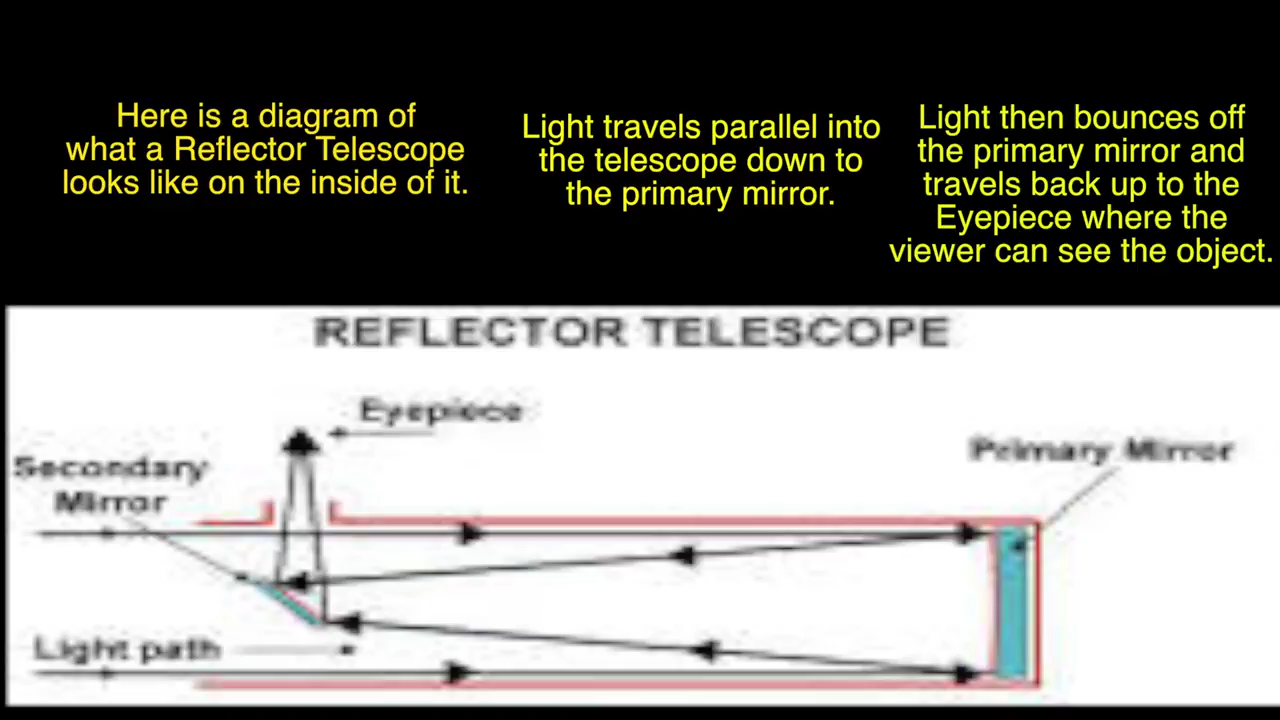 Here is a diagram of
what a Reflector Telescope
looks like on the inside of it.
Light travels parallel into
the telescope down to
the primary mirror.
Light then bounces off
the primary mirror and
travels back up to the
Eyepiece where the
viewer can see the object.
REFLECTOR TELESCOPE
Eyepiece
Secondary
Mirror
Primary Mirror
Light path